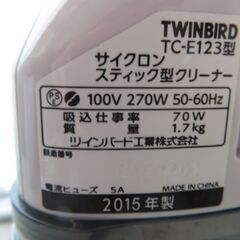 TWINBIRD
TC-E123型
サイクロン
スティック型クリーナー
PS E 100V 270W 50-60Hz
吸込仕事率 70W
質量 1.7kg
ツインバード工業株式会社
電流ヒューズ 5A MADE IN CHINA
2015年製